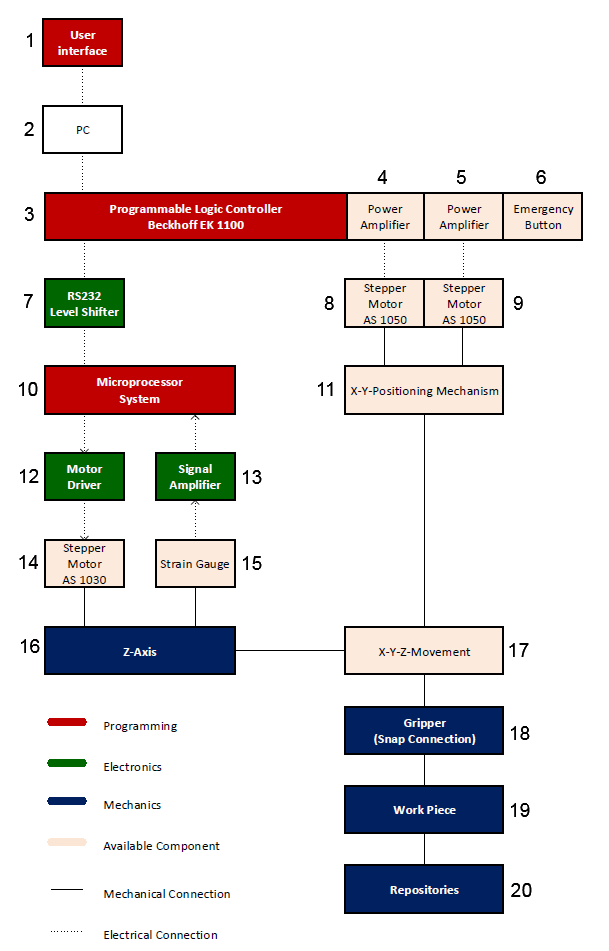 1
User
interface
2
PC
4
5
6
3
Programmable Logic Controller
Beckhoff EK 1100
Power
Amplifier
Power
Amplifier
Emergency
Button
7
RS232
Level Shifter
8
Stepper
Motor
AS 1050
Stepper
Motor
AS 1050
9
10
Microprocessor
System
11
X-Y-Positioning Mechanism
12
Motor
Driver
Signal
Amplifier
13
14
Stepper
Motor
AS 1030
Strain Gauge
15
16
Z-Axis
X-Y-Z-Movement
17
Gripper
(Snap Connection)
18
Work Piece
19
Repositories
20
Programming
Electronics
Mechanics
Available Component
Mechanical Connection
Electrical Connection